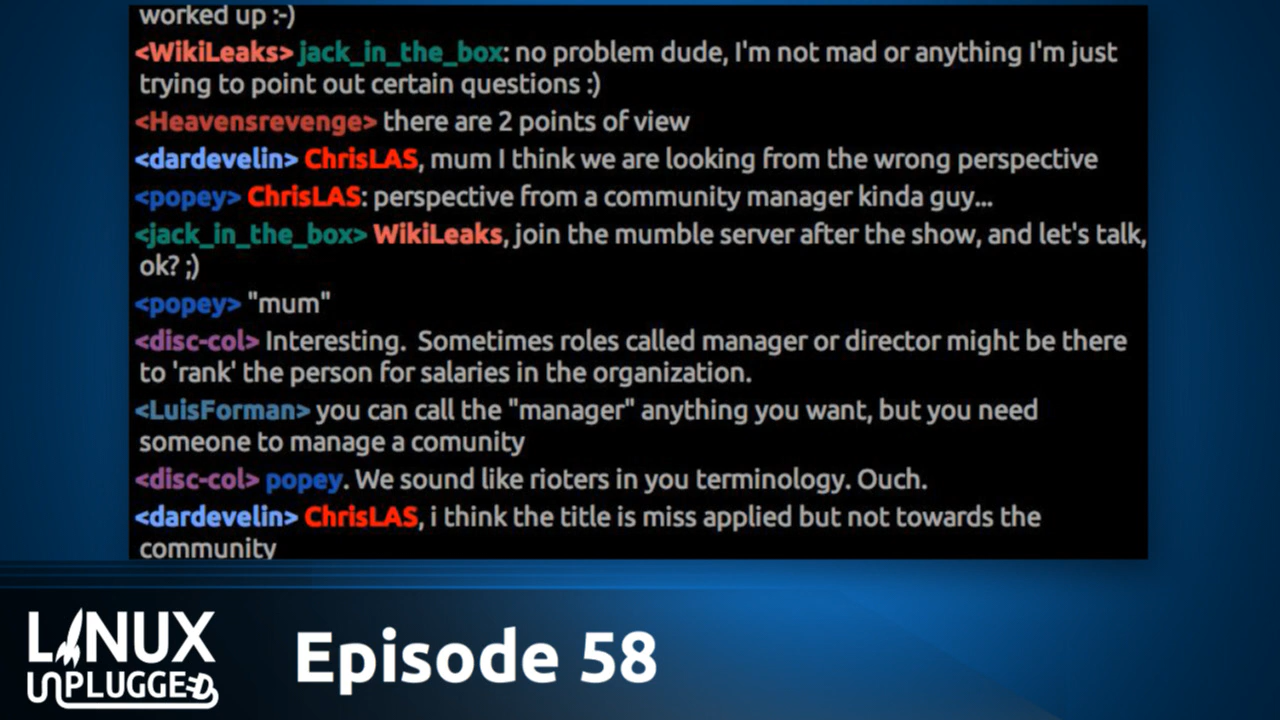 worked up :-)
<WikiLeaks> jack_in_the_box: no problem dude, I'm not mad or anything I'm just
trying to point out certain questions :)
<Heavensrevenge> there are 2 points of view
<dardevelin> ChrisLAS, mum I think we are looking from the wrong perspective
<popey> ChrisLAS: perspective from a community manager kinda guy...
<jack_in_the_box> WikiLeaks, join the mumble server after the show, and let's talk,
ok? ;)
<popey> "mum"
<disc-col> Interesting.  Sometimes roles called manager or director might be there
to 'rank' the person for salaries in the organization.
<LuisForman> you can call the "manager" anything you want, but you need
someone to manage a comunity
<disc-col> popey. We sound like rioters in you terminology. Ouch.
<dardevelin> ChrisLAS, i think the title is miss applied but not towards the
community
LINUX
UNPLUGGED
Episode 58